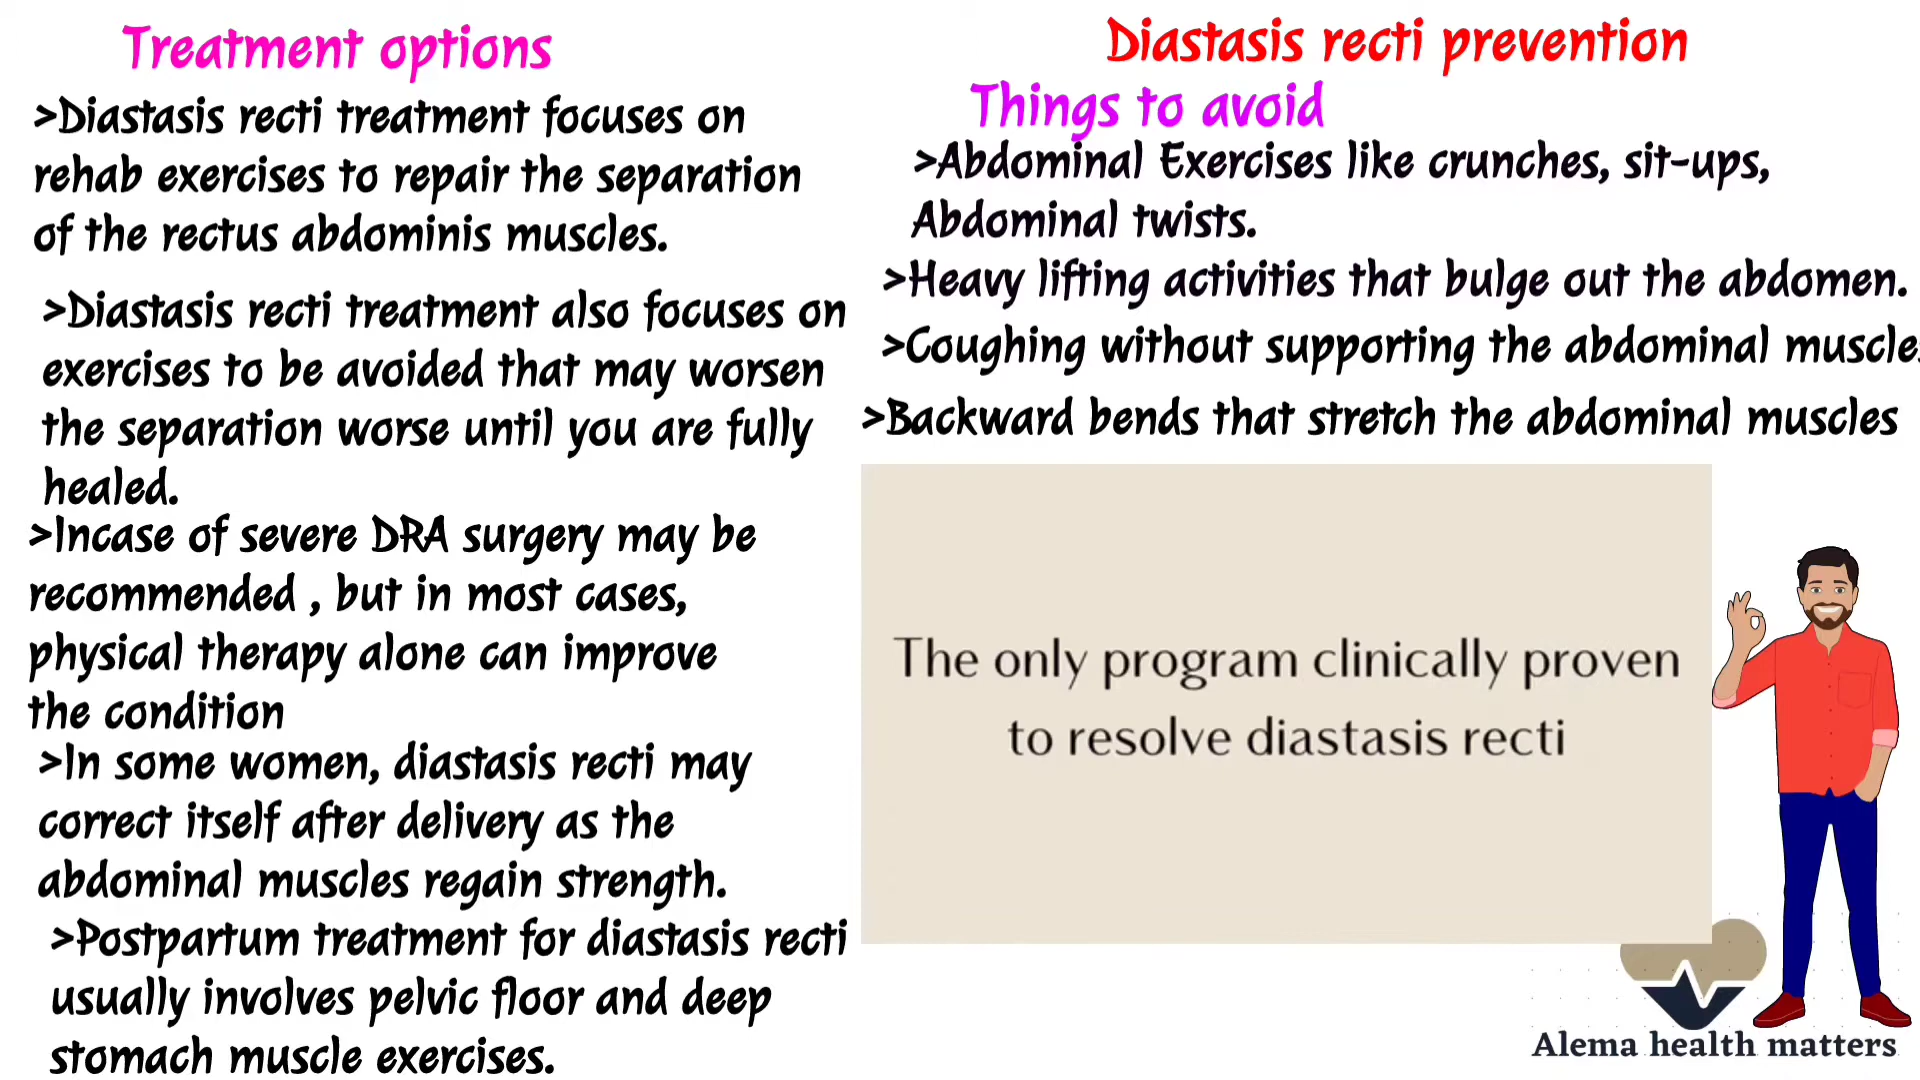 Treatment options
>Diastasis recti treatment focuses on
rehab exercises to repair the separation
of the rectus abdominis muscles.
>Diastasis recti treatment also focuses on
exercises to be avoided that may worsen
the separation worse until you are fully
healed.
>Incase of severe DRA surgery may be
recommended , but in most cases,
physical therapy alone can improve
the condition
>In some women, diastasis recti may
correct itself after delivery as the
abdominal muscles regain strength.
>Postpartum treatment for diastasis recti
usually involves pelvic floor and deep
stomach muscle exercises.
Diastasis recti prevention
Things to avoid
>Abdominal Exercises like crunches, sit-ups,
Abdominal twists.
>Heavy lifting activities that bulge out the abdomen.
>Coughing without supporting the abdominal muscles
>Backward bends that stretch the abdominal muscles
The only program clinically proven
to resolve diastasis recti
Alema health matters